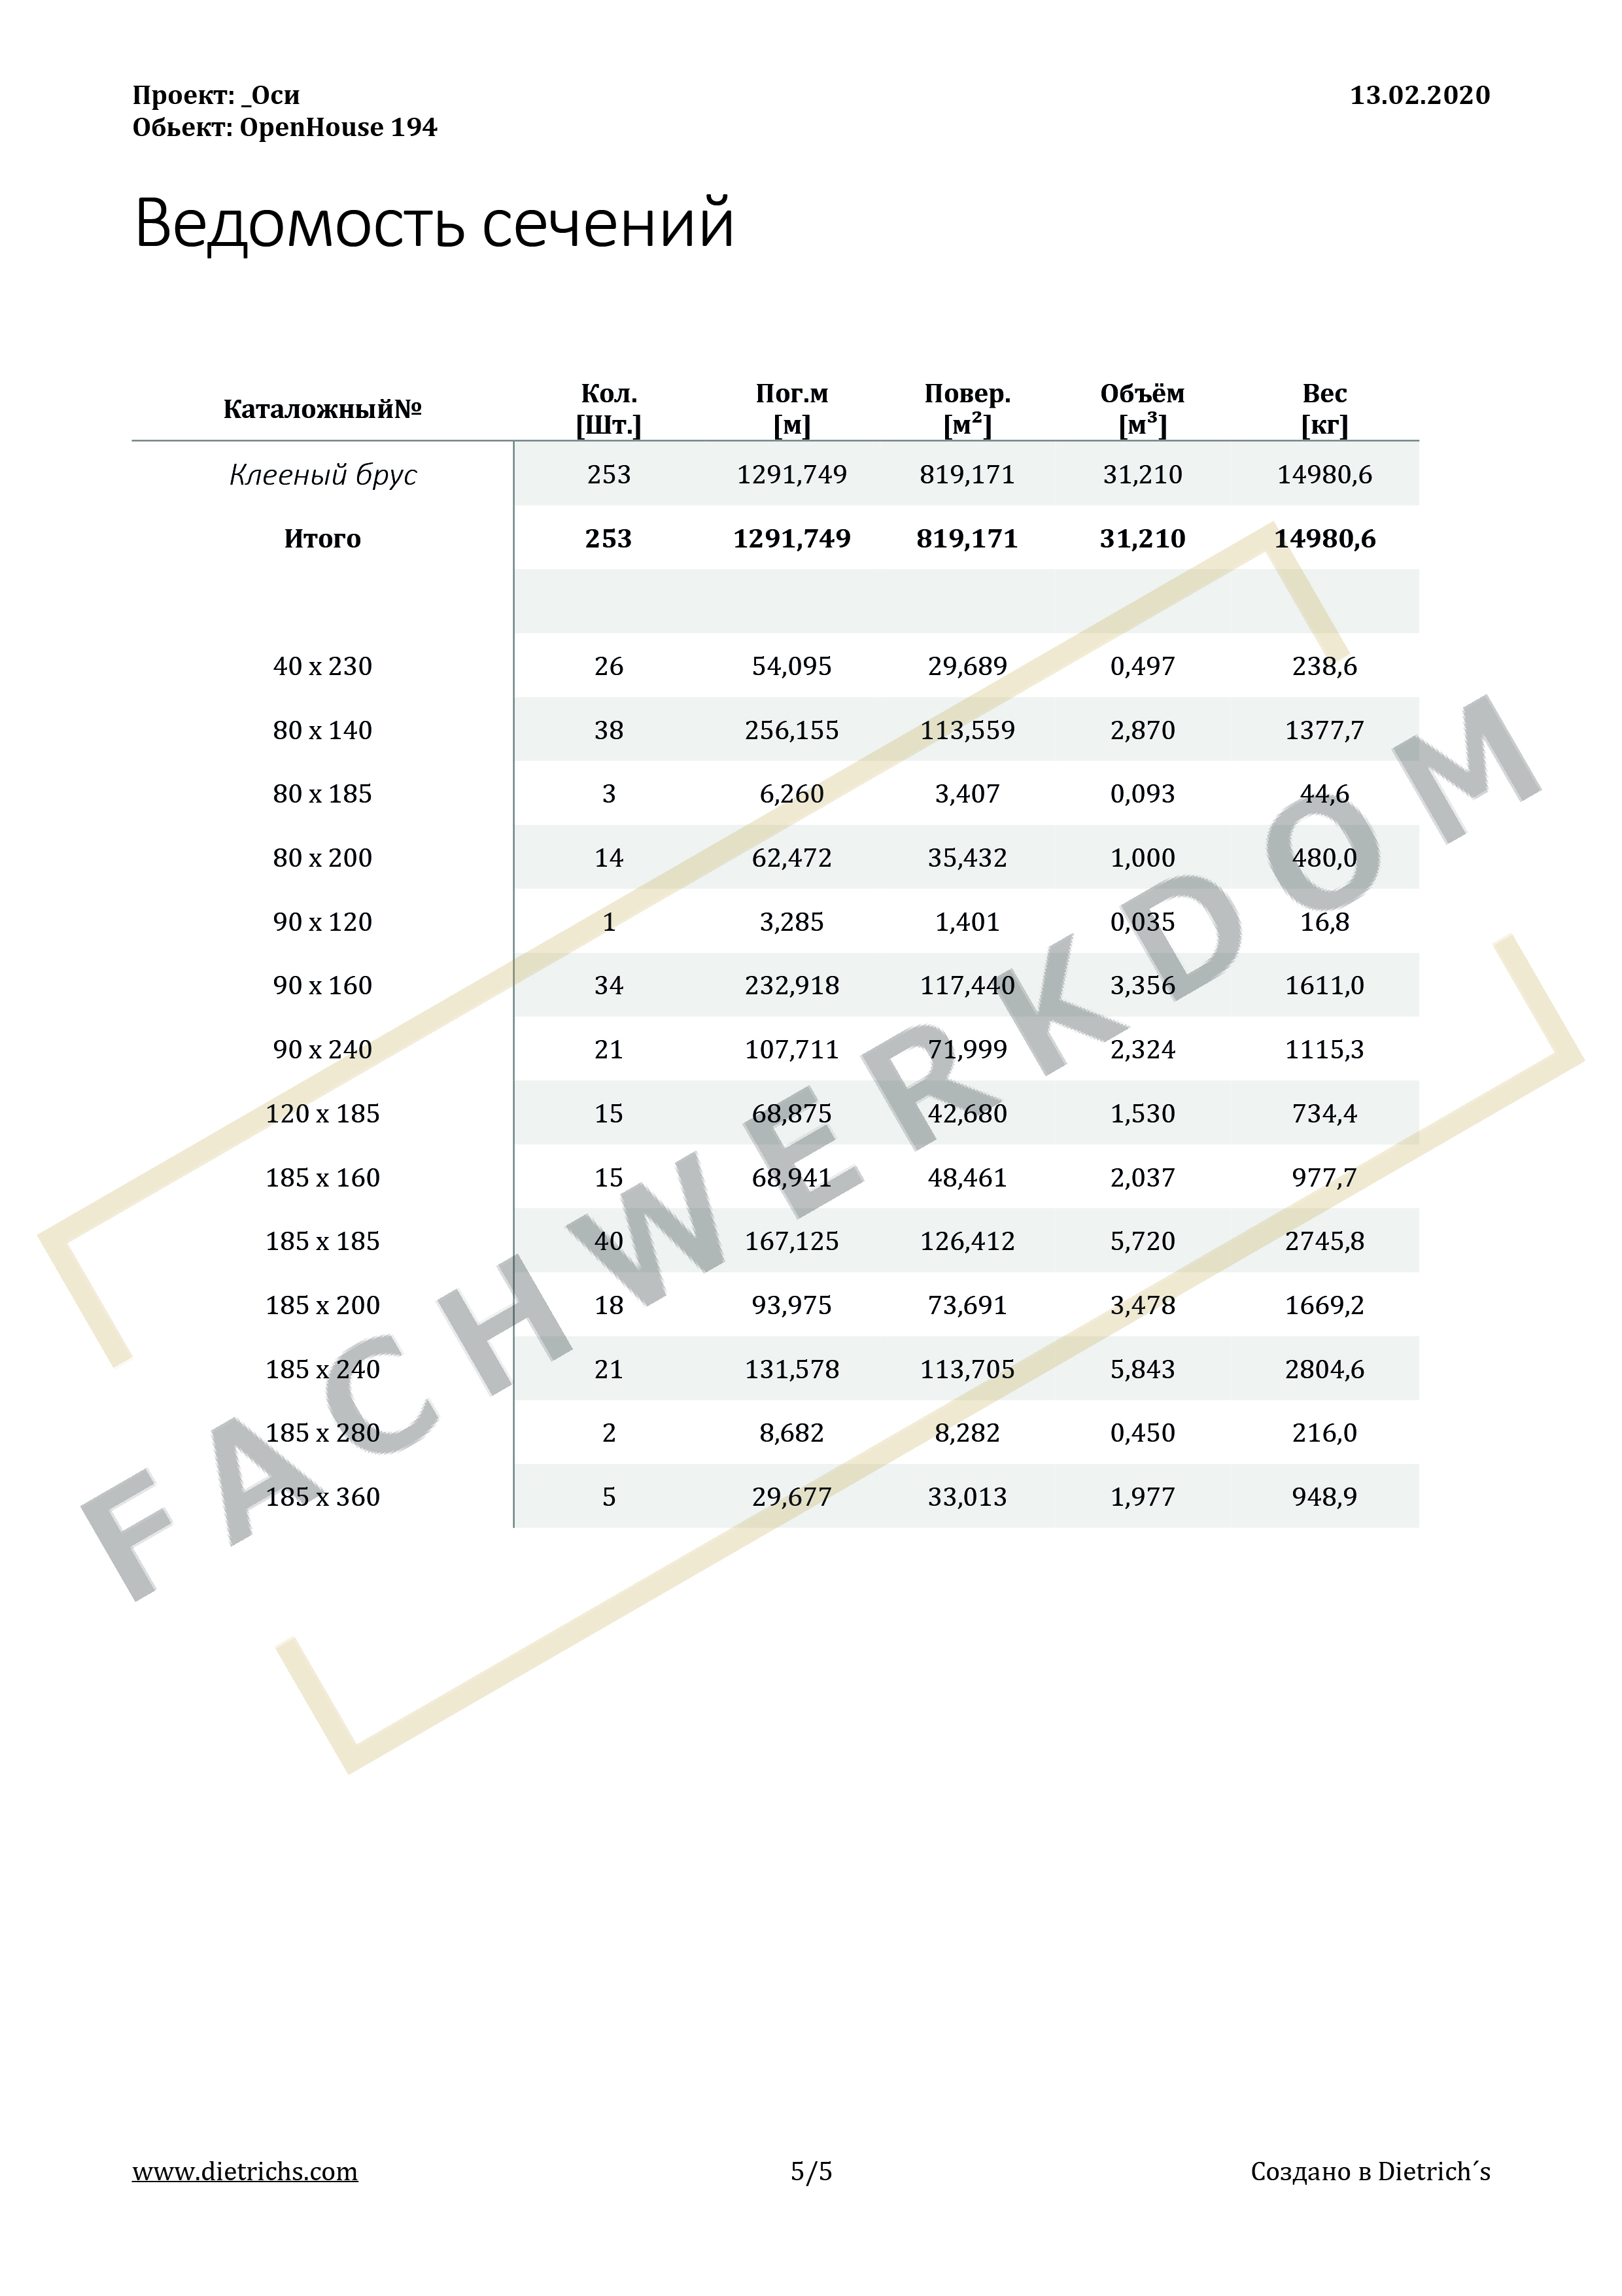 Проект: _Оси 13.02.2020
Обьект: OpenHouse 194
Ведомость сечений
Каталожный№ Кол. [Шт.] Пог.м [м] Повер. [м²] Объём [м³] Вес [кг]
Клееный брус 253 1291,749 819,171 31,210 14980,6
Итого 253 1291,749 819,171 31,210 14980,6
40 x 230 26 54,095 29,689 0,497 238,6
80 x 140 38 256,155 113,559 2,870 1377,7
80 x 185 3 6,260 3,407 0,093 44,6
80 x 200 14 62,472 35,432 1,000 480,0
90 x 120 1 3,285 1,401 0,035 16,8
90 x 160 34 232,918 117,440 3,356 1611,0
90 x 240 21 107,711 71,999 2,324 1115,3
120 x 185 15 68,875 42,680 1,530 734,4
185 x 160 15 68,941 48,461 2,037 977,7
185 x 185 40 167,125 126,412 5,720 2745,8
185 x 200 18 93,975 73,691 3,478 1669,2
185 x 240 21 131,578 113,705 5,843 2804,6
185 x 280 2 8,682 8,282 0,450 216,0
185 x 360 5 29,677 33,013 1,977 948,9
FACHWERKDOM
www.dietrichs.com 5/5 Создано в Dietrich´s